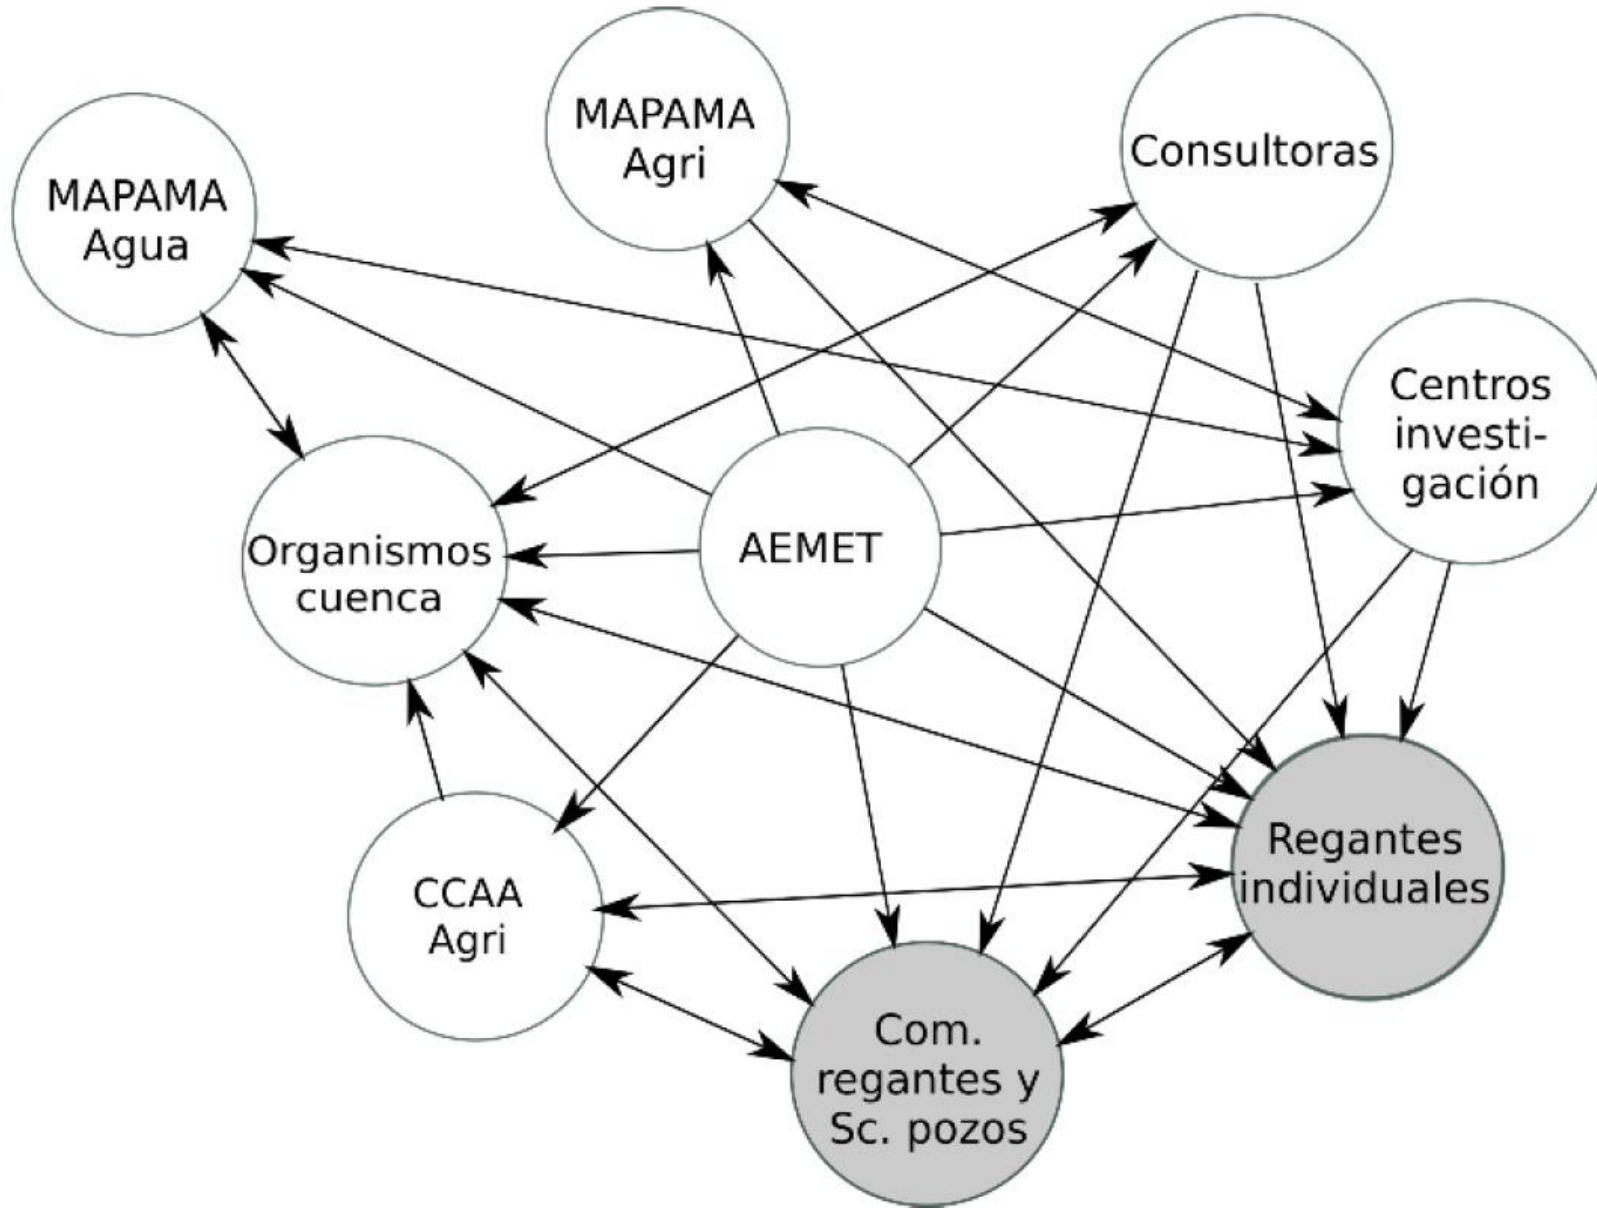 MAPAMA
Agri
Consultoras
MAPAMA
Agua
Centros
investi-
gación
Organismos
cuenca
AEMET
Regantes
individuales
CCAA
Agri
Com.
regantes y
Sc. pozos